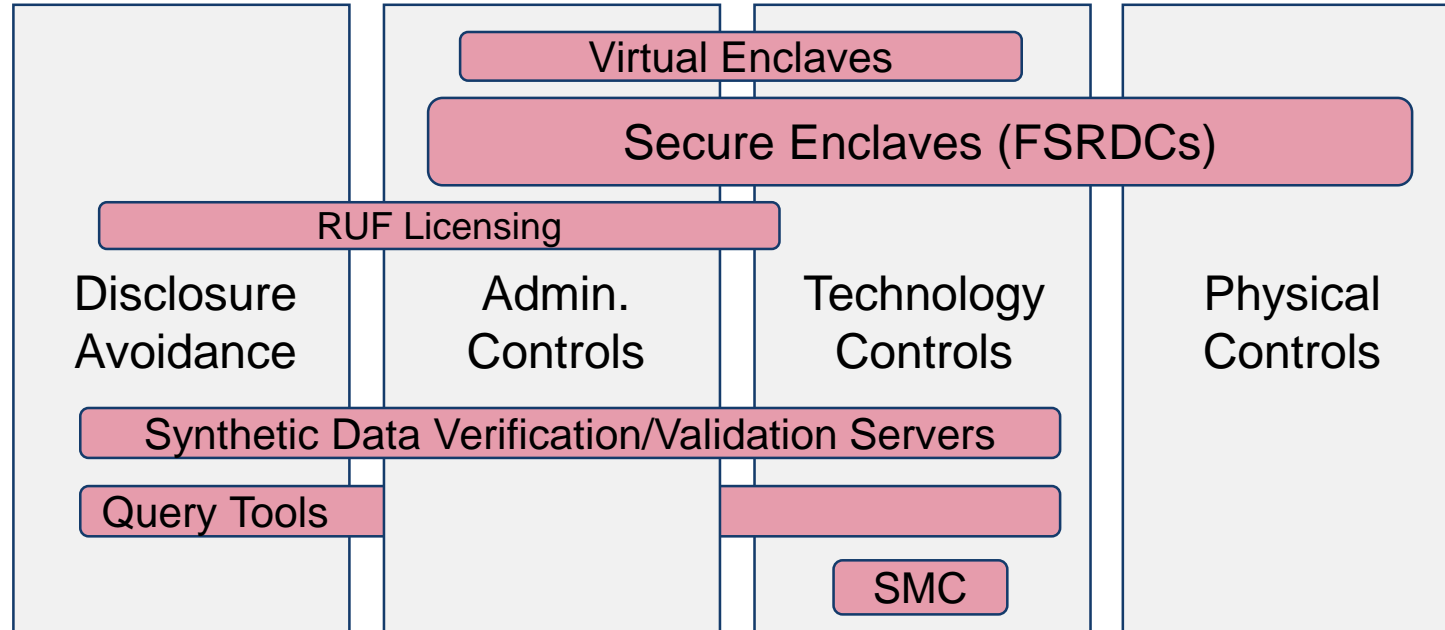 Virtual Enclaves
Secure Enclaves (FSRDCs)
RUF Licensing
Disclosure
Avoidance
Admin.
Controls
Technology
Controls
Physical
Controls
Synthetic Data Verification/Validation Servers
Query Tools
SMC